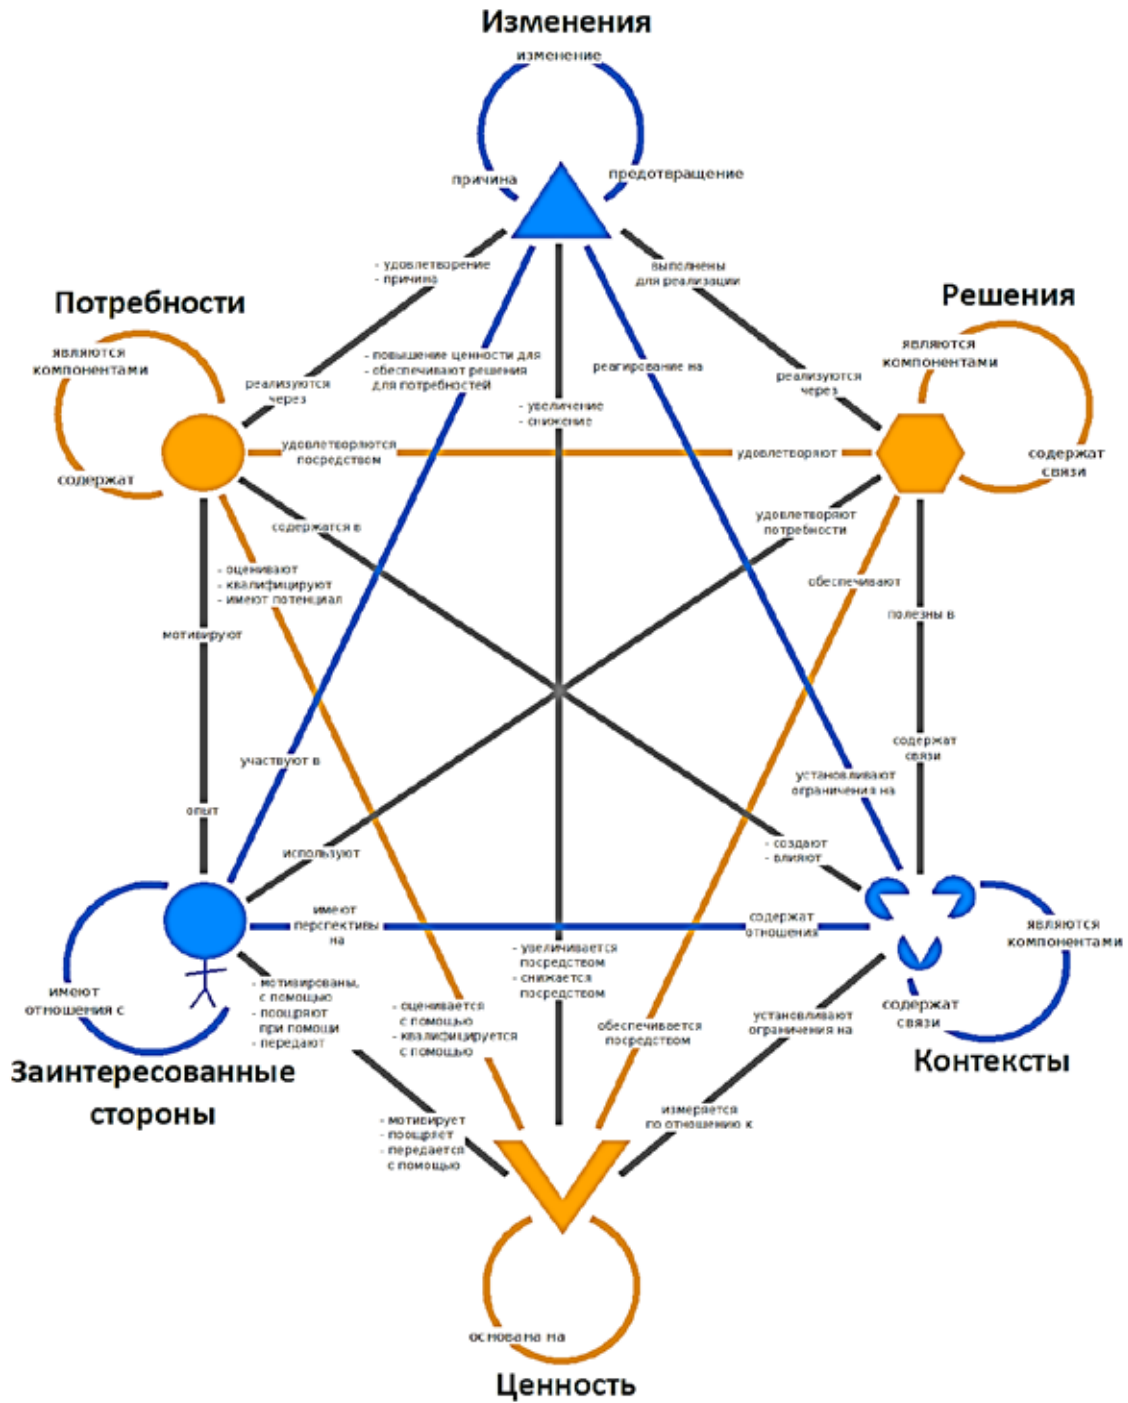 Изменения
изменение
причина
предотвращение
- удовлетворение
- причина
выполнены
для реализации
Потребности
Решения
являются
компонентами
являются
компонентами
- повышение ценности для
- обеспечивают решения
для потребностей
реагирование на
реализуются
через
реализуются
через
- увеличение
- снижение
удовлетворяются
посредством
удовлетворяют
содержат
содержат
связи
содержатся в
удовлетворяют
потребности
- оценивают
- квалифицируют
- имеют потенциал
обеспечивают
мотивируют
полезны в
участвуют в
содержат
связи
установливают
ограничения на
опыт
используют
- создают
- влияют
имеют
перспективы
на
содержат
отношения
являются
компонентами
имеют
отношения с
- мотивированы,
с помощью
- поощряют
при помощи
- передают
- увеличивается
посредством
- снижается
посредством
содержат
связи
- оценивается
с помощью
- квалифицируется
с помощью
обеспечивается
посредством
установливают
ограничения на
Заинтересованные
стороны
Контексты
- мотивирует
- поощряет
- передается
с помощью
измеряется
по отношению к
основана на
Ценность